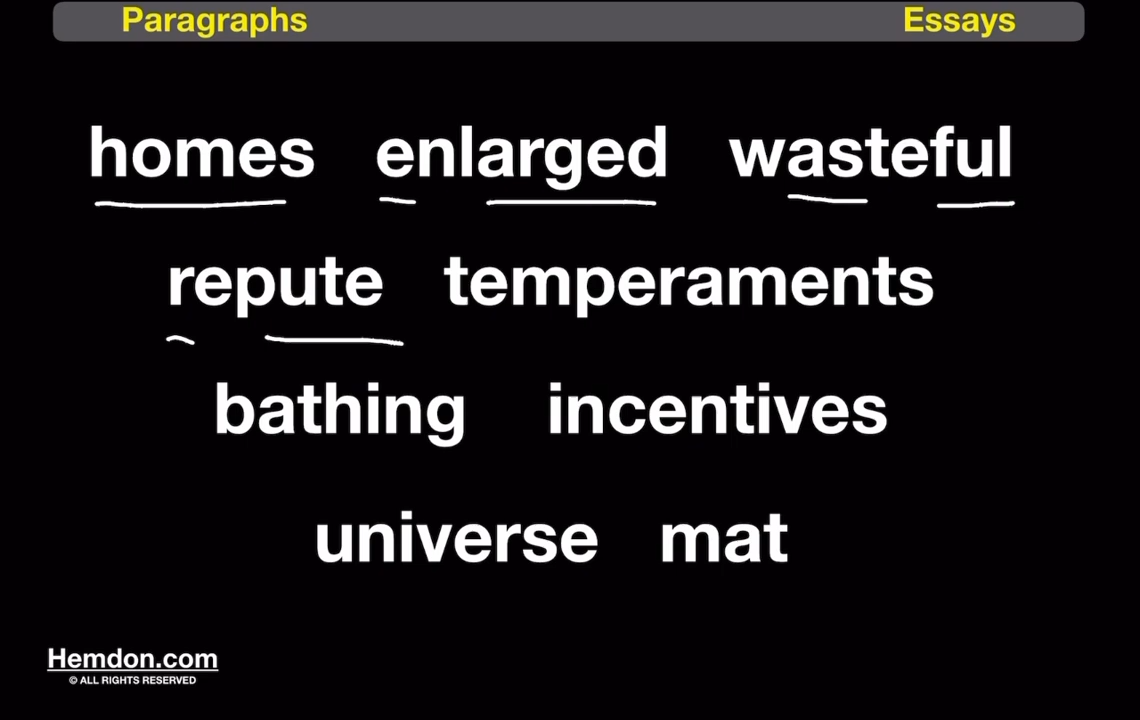 Paragraphs Essays
homes enlarged wasteful
repute temperaments
bathing incentives
universe mat
Hemdon.com
© ALL RIGHTS RESERVED